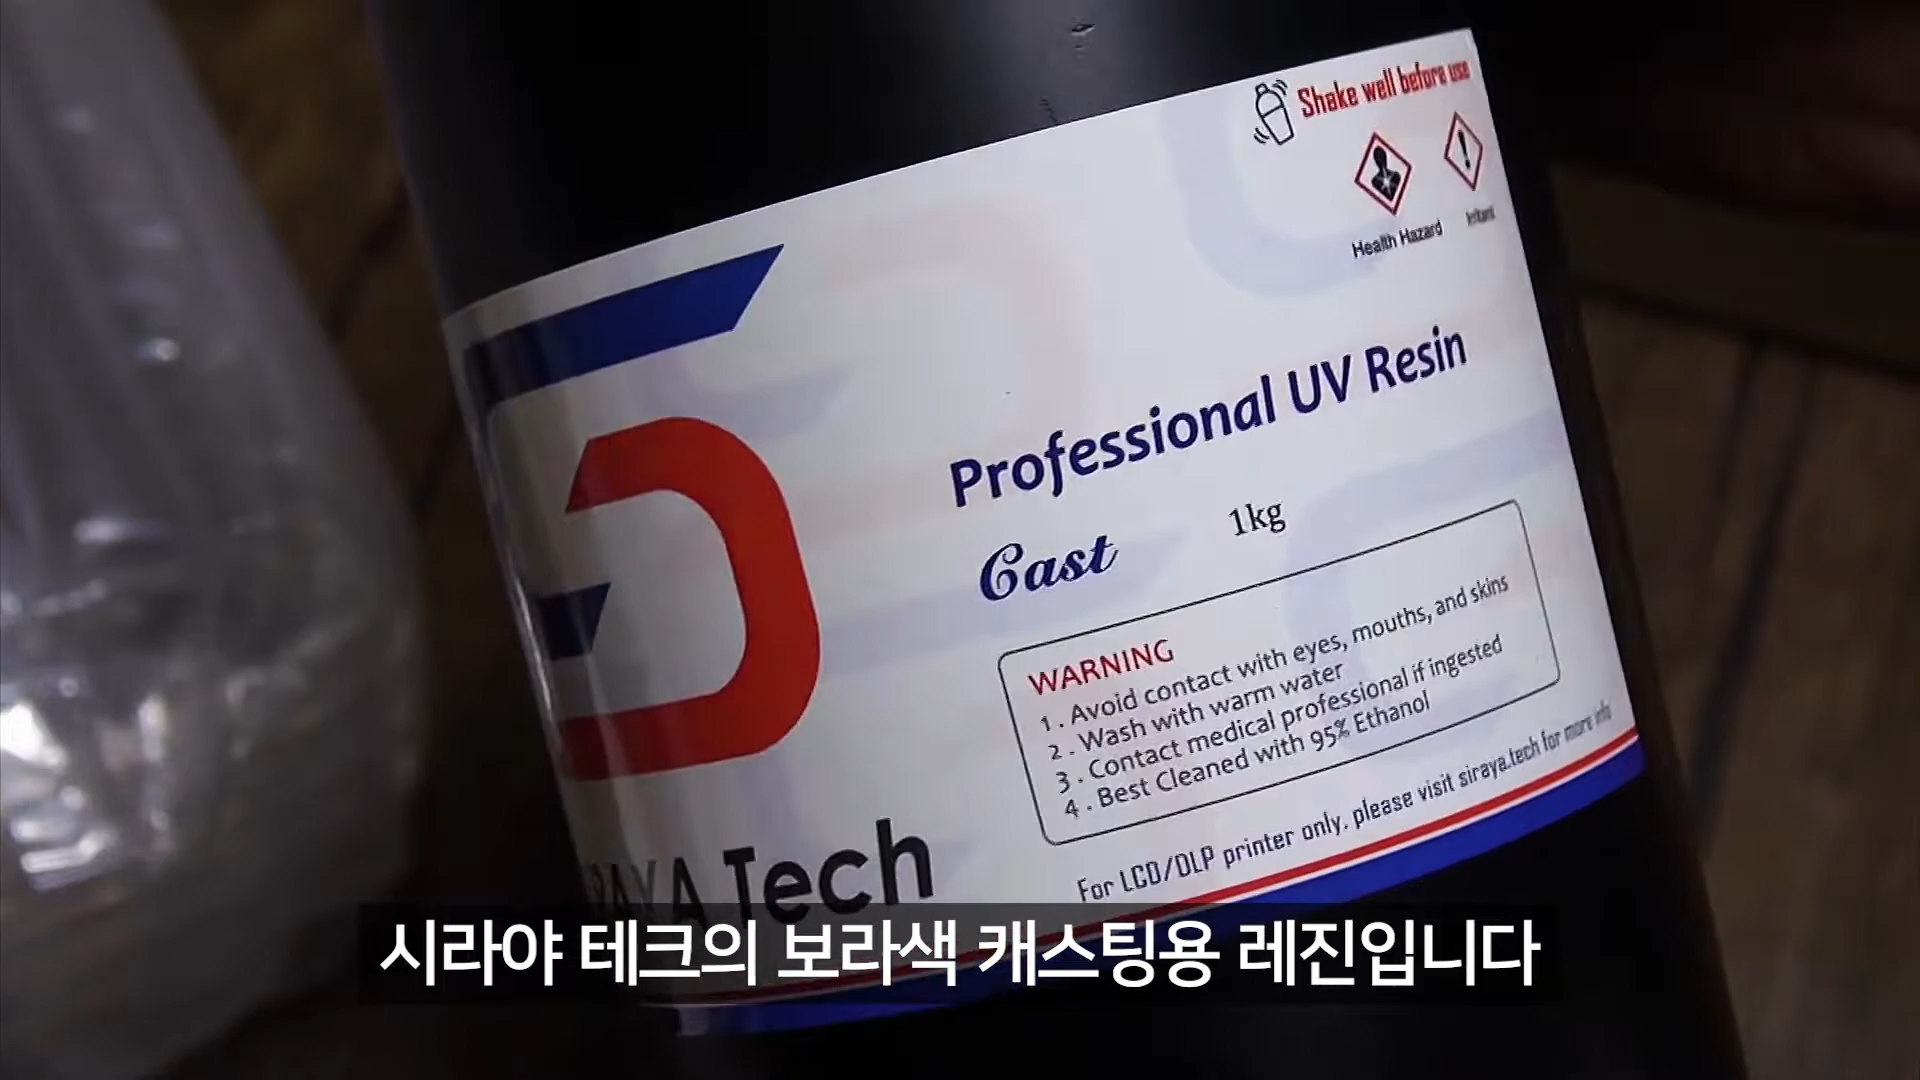 Shake well before use
Health Hazard
Irritant
Professional UV Resin
Cast
1kg
WARNING
1 . Avoid contact with eyes, mouths, and skins
2 . Wash with warm water
3 . Contact medical professional if ingested
4 . Best Cleaned with 95% Ethanol
For LCD/DLP printer only. please visit siraya.tech for more info
RAYA Tech
시라야 테크의 보라색 캐스팅용 레진입니다